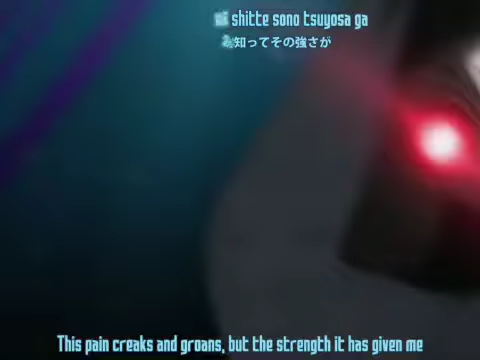 shitte sono tsuyosa ga
知ってその強さが
This pain creaks and groans, but the strength it has given me